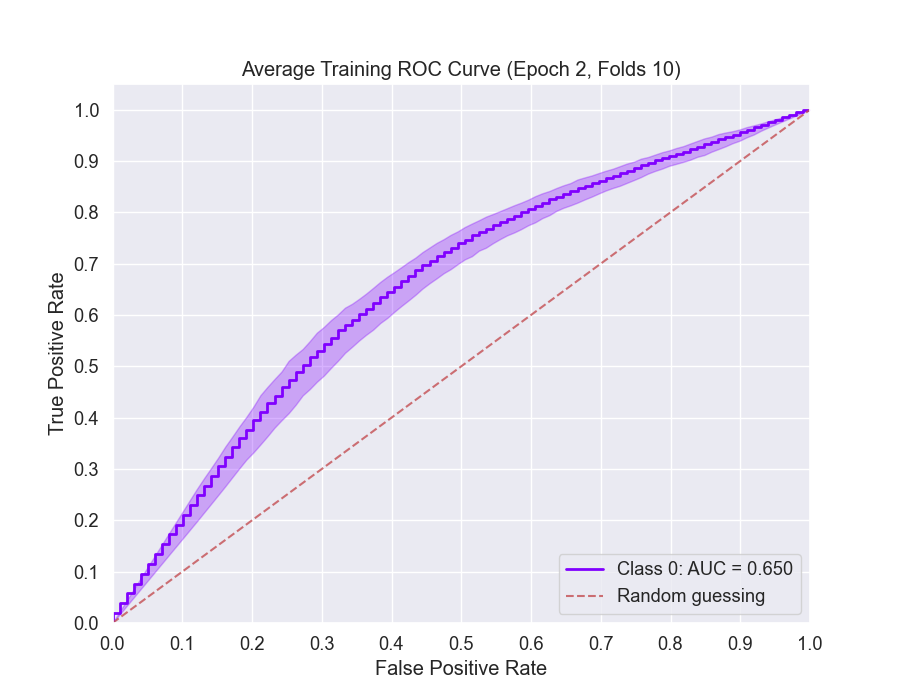 Average Training ROC Curve (Epoch 2, Folds 10)
True Positive Rate
1.0
0.9
0.8
0.7
0.6
0.5
0.4
0.3
0.2
0.1
0.0
Class 0: AUC = 0.650
Random guessing
0.0 0.1 0.2 0.3 0.4 0.5 0.6 0.7 0.8 0.9 1.0
False Positive Rate